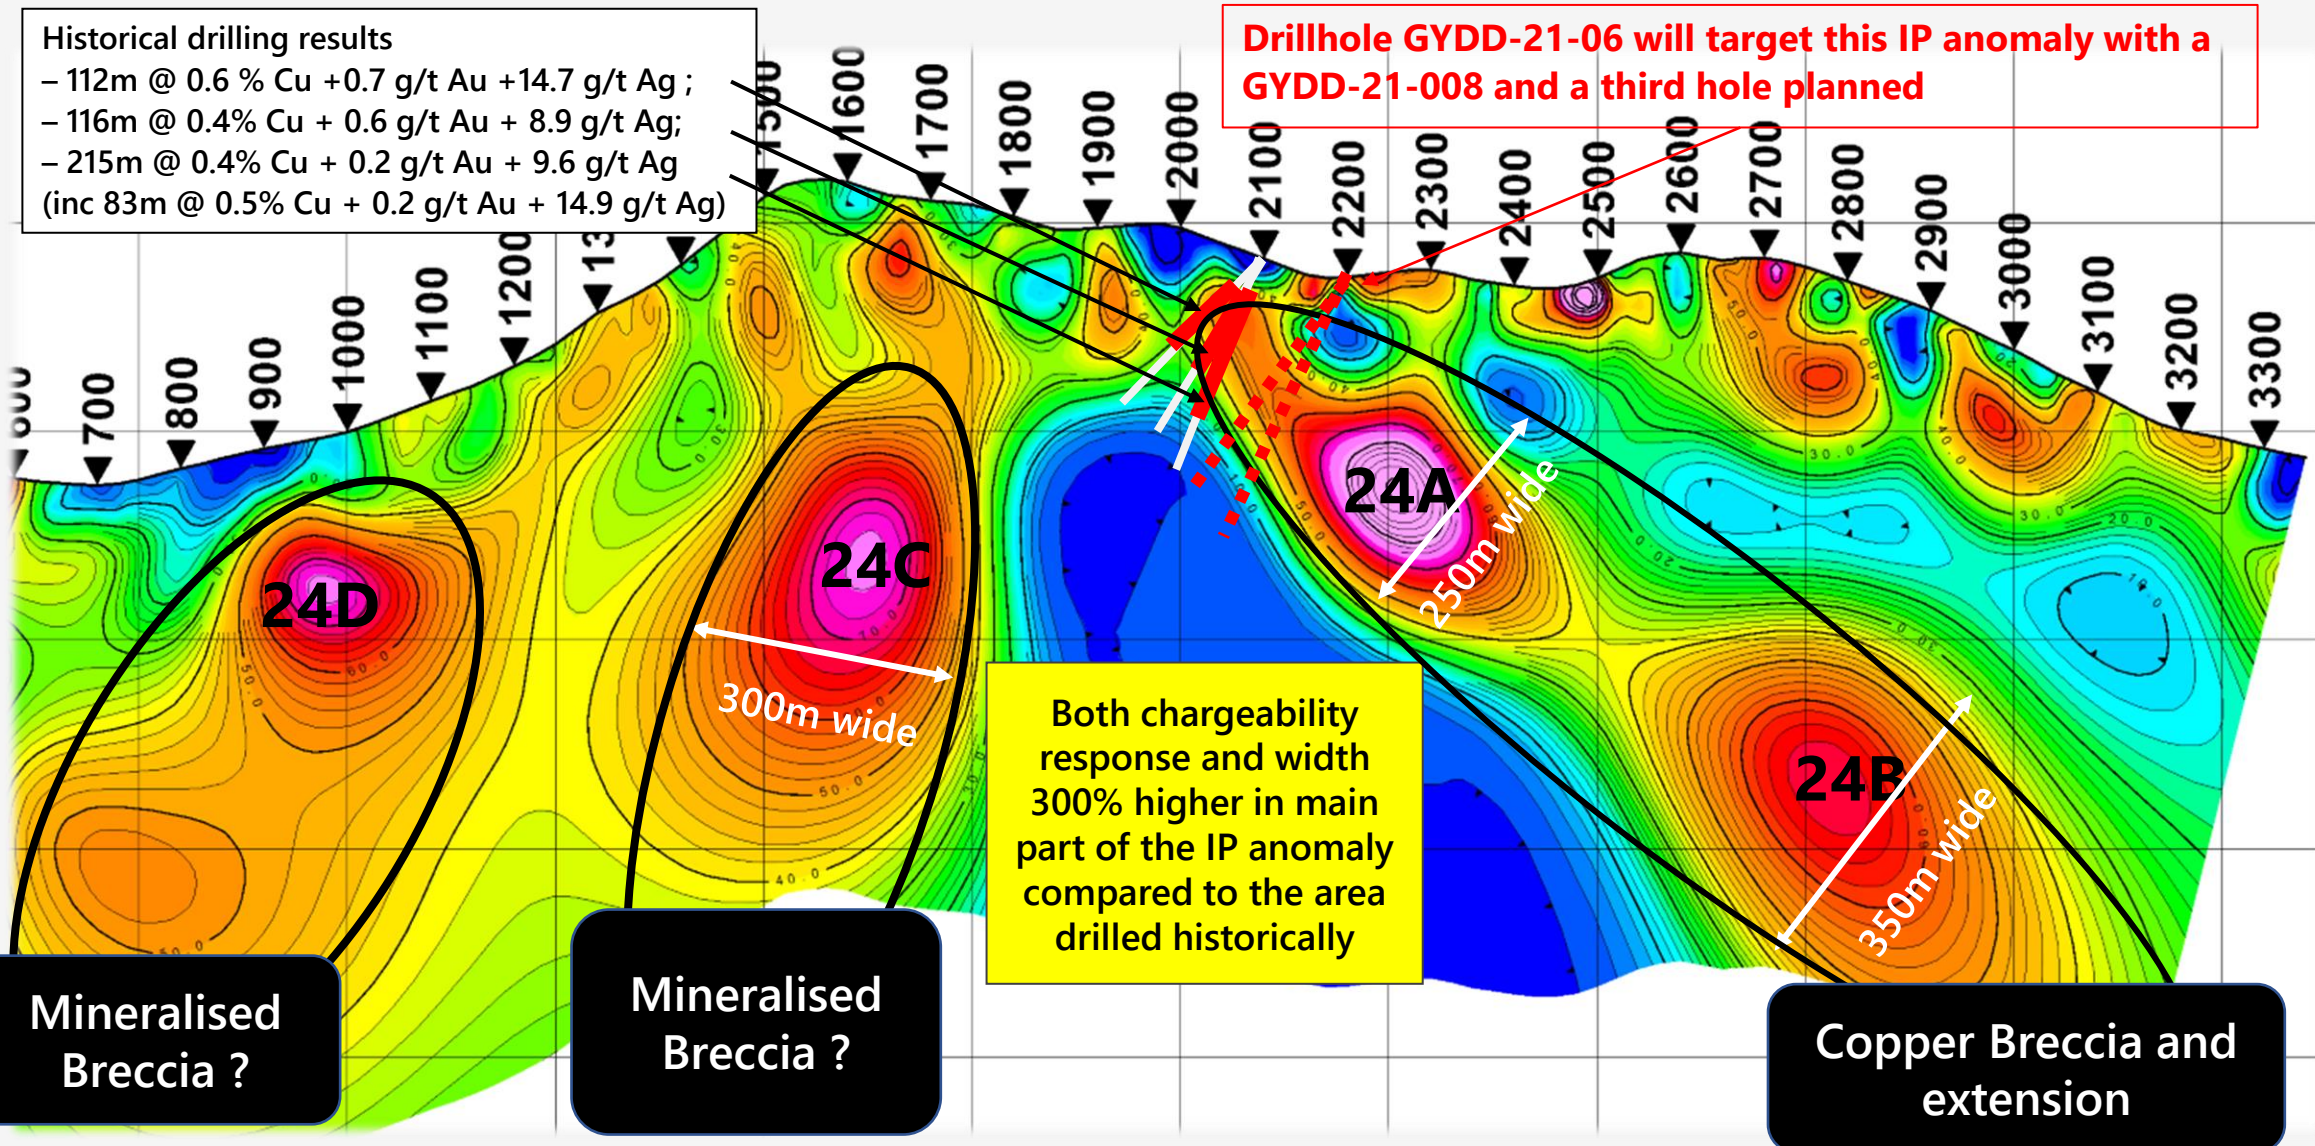 Historical drilling results
– 112m @ 0.6 % Cu +0.7 g/t Au +14.7 g/t Ag ;
– 116m @ 0.4% Cu + 0.6 g/t Au + 8.9 g/t Ag;
– 215m @ 0.4% Cu + 0.2 g/t Au + 9.6 g/t Ag
(inc 83m @ 0.5% Cu + 0.2 g/t Au + 14.9 g/t Ag)
Drillhole GYDD-21-06 will target this IP anomaly with a
GYDD-21-008 and a third hole planned
700
800
900
1000
1100
1200
1600
1700
1800
1900
2000
2100
2200
2300
2400
2500
2600
2700
2800
2900
3000
3100
3200
3300
24A
250m wide
24C
300m wide
24D
24B
350m wide
Both chargeability
response and width
300% higher in main
part of the IP anomaly
compared to the area
drilled historically
Mineralised
Breccia ?
Mineralised
Breccia ?
Copper Breccia and
extension